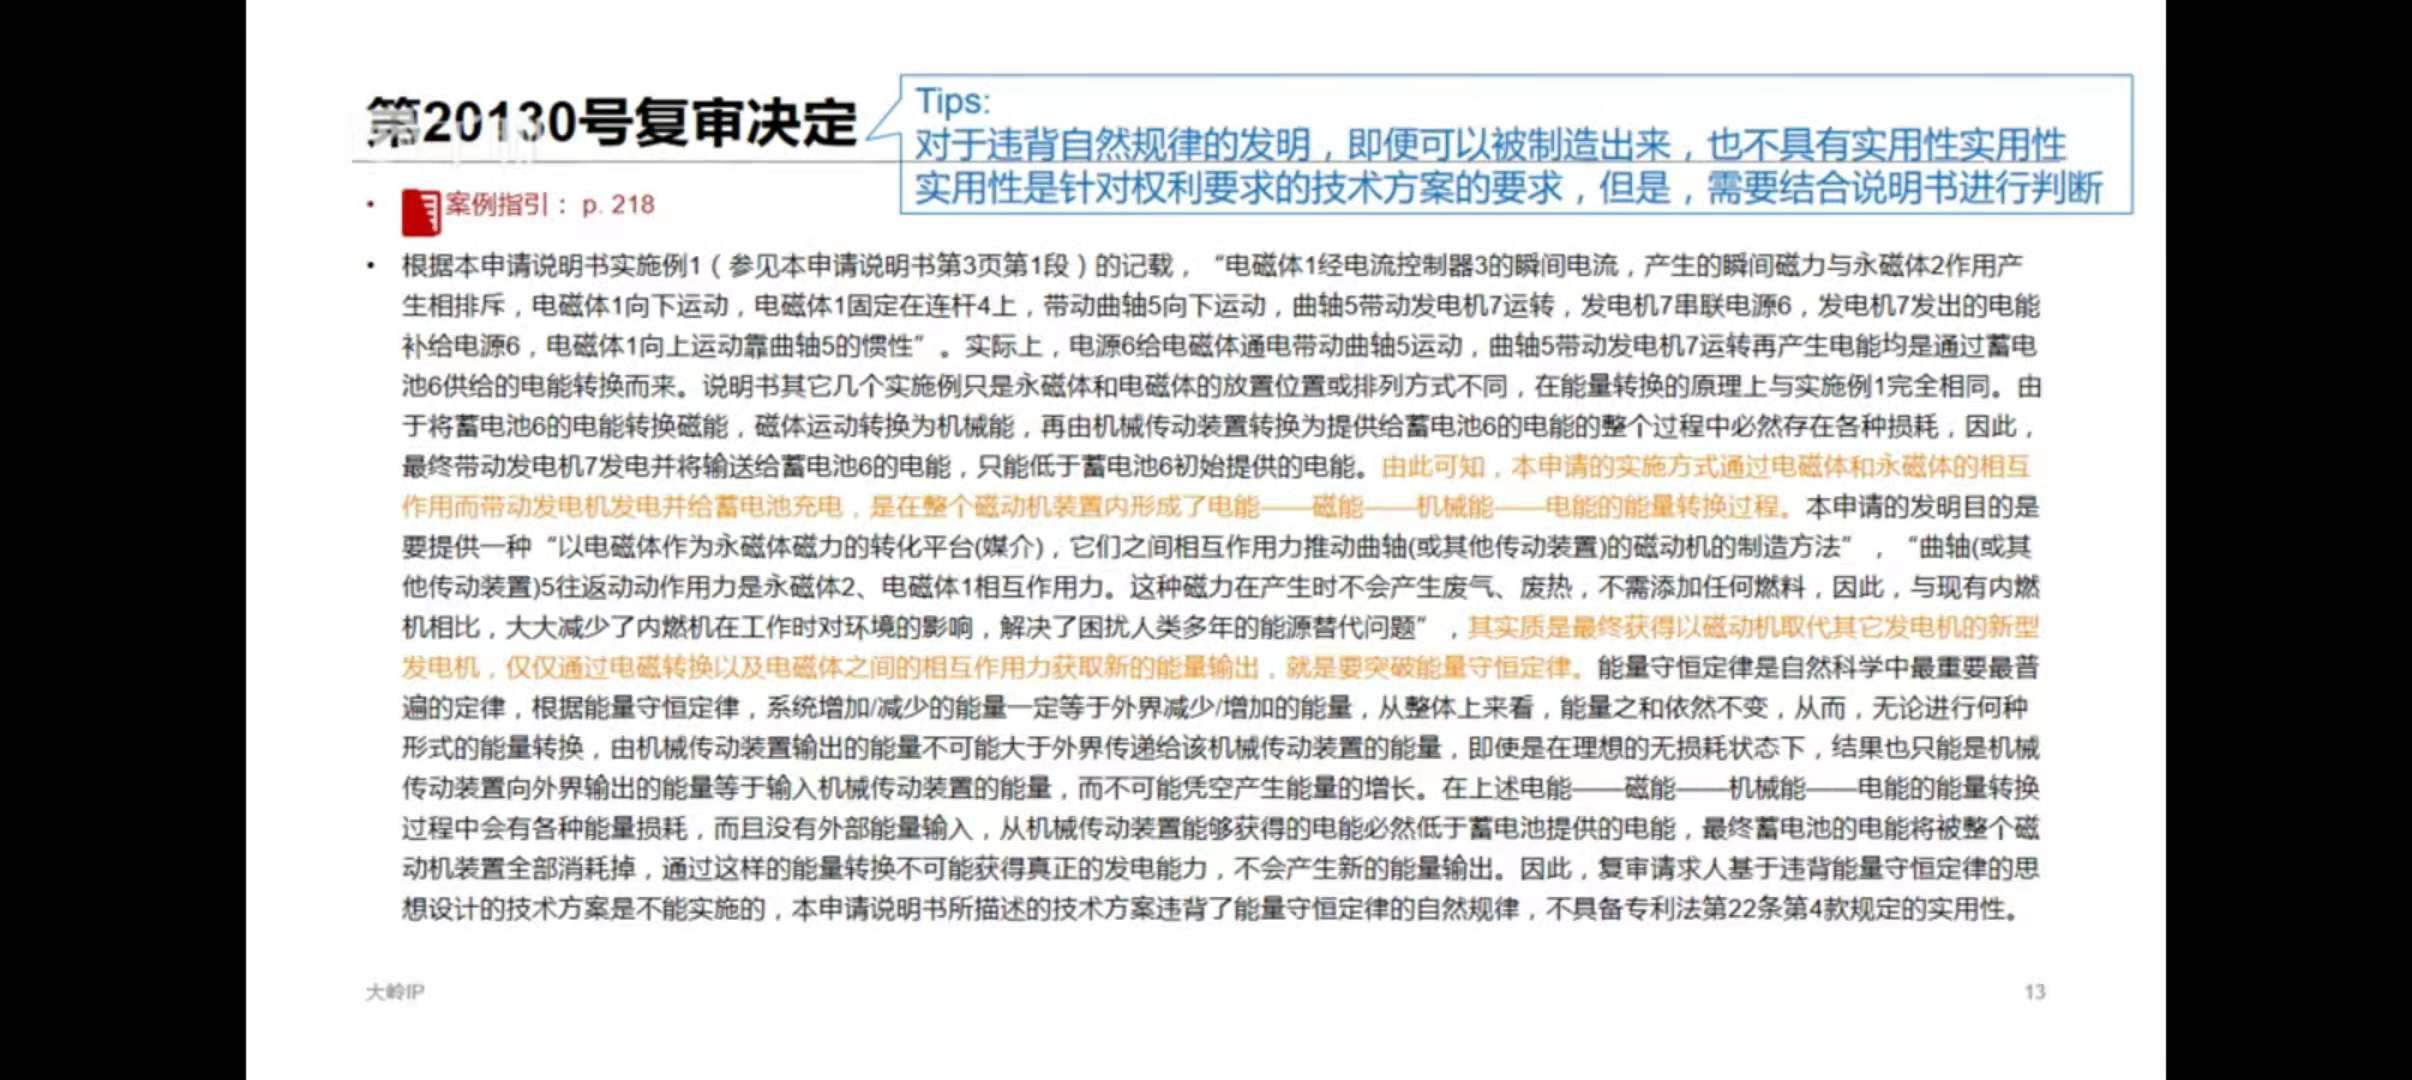 第20130号复审决定
Tips:
对于违背自然规律的发明，即便可以被制造出来，也不具有实用性实用性
实用性是针对权利要求的技术方案的要求，但是，需要结合说明书进行判断
• 案例指引：p. 218
• 根据本申请说明书实施例1（参见本申请说明书第3页第1段）的记载，“电磁体1经电流控制器3的瞬间电流，产生的瞬间磁力与永磁体2作用产
生相排斥，电磁体1向下运动，电磁体1固定在连杆4上，带动曲轴5向下运动，曲轴5带动发电机7运转，发电机7串联电源6，发电机7发出的电能
补给电源6，电磁体1向上运动靠曲轴5的惯性”。实际上，电源6给电磁体通电带动曲轴5运动，曲轴5带动发电机7运转再产生电能均是通过蓄电
池6供给的电能转换而来。说明书其它几个实施例只是永磁体和电磁体的放置位置或排列方式不同，在能量转换的原理上与实施例1完全相同。由
于将蓄电池6的电能转换磁能，磁体运动转换为机械能，再由机械传动装置转换为提供给蓄电池6的电能的整个过程中必然存在各种损耗，因此，
最终带动发电机7发电并将输送给蓄电池6的电能，只能低于蓄电池6初始提供的电能。由此可知，本申请的实施方式通过电磁体和永磁体的相互
作用而带动发电机发电并给蓄电池充电，是在整个磁动机装置内形成了电能——磁能——机械能——电能的能量转换过程。本申请的发明目的是
要提供一种“以电磁体作为永磁体磁力的转化平台(媒介)，它们之间相互作用力推动曲轴(或其他传动装置)的磁动机的制造方法”，“曲轴(或其
他传动装置)5往返动动作用力是永磁体2、电磁体1相互作用力。这种磁力在产生时不会产生废气、废热，不需添加任何燃料，因此，与现有内燃
机相比，大大减少了内燃机在工作时对环境的影响，解决了困扰人类多年的能源替代问题”，其实质是最终获得以磁动机取代其它发电机的新型
发电机，仅仅通过电磁转换以及电磁体之间的相互作用力获取新的能量输出，就是要突破能量守恒定律。能量守恒定律是自然科学中最重要最普
遍的定律，根据能量守恒定律，系统增加/减少的能量一定等于外界减少/增加的能量，从整体上来看，能量之和依然不变，从而，无论进行何种
形式的能量转换，由机械传动装置输出的能量不可能大于外界传递给该机械传动装置的能量，即使是在理想的无损耗状态下，结果也只能是机械
传动装置向外界输出的能量等于输入机械传动装置的能量，而不可能凭空产生能量的增长。在上述电能——磁能——机械能——电能的能量转换
过程中会有各种能量损耗，而且没有外部能量输入，从机械传动装置能够获得的电能必然低于蓄电池提供的电能，最终蓄电池的电能将被整个磁
动机装置全部消耗掉，通过这样的能量转换不可能获得真正的发电能力，不会产生新的能量输出。因此，复审请求人基于违背能量守恒定律的思
想设计的技术方案是不能实施的，本申请说明书所描述的技术方案违背了能量守恒定律的自然规律，不具备专利法第22条第4款规定的实用性。
大岭IP
13